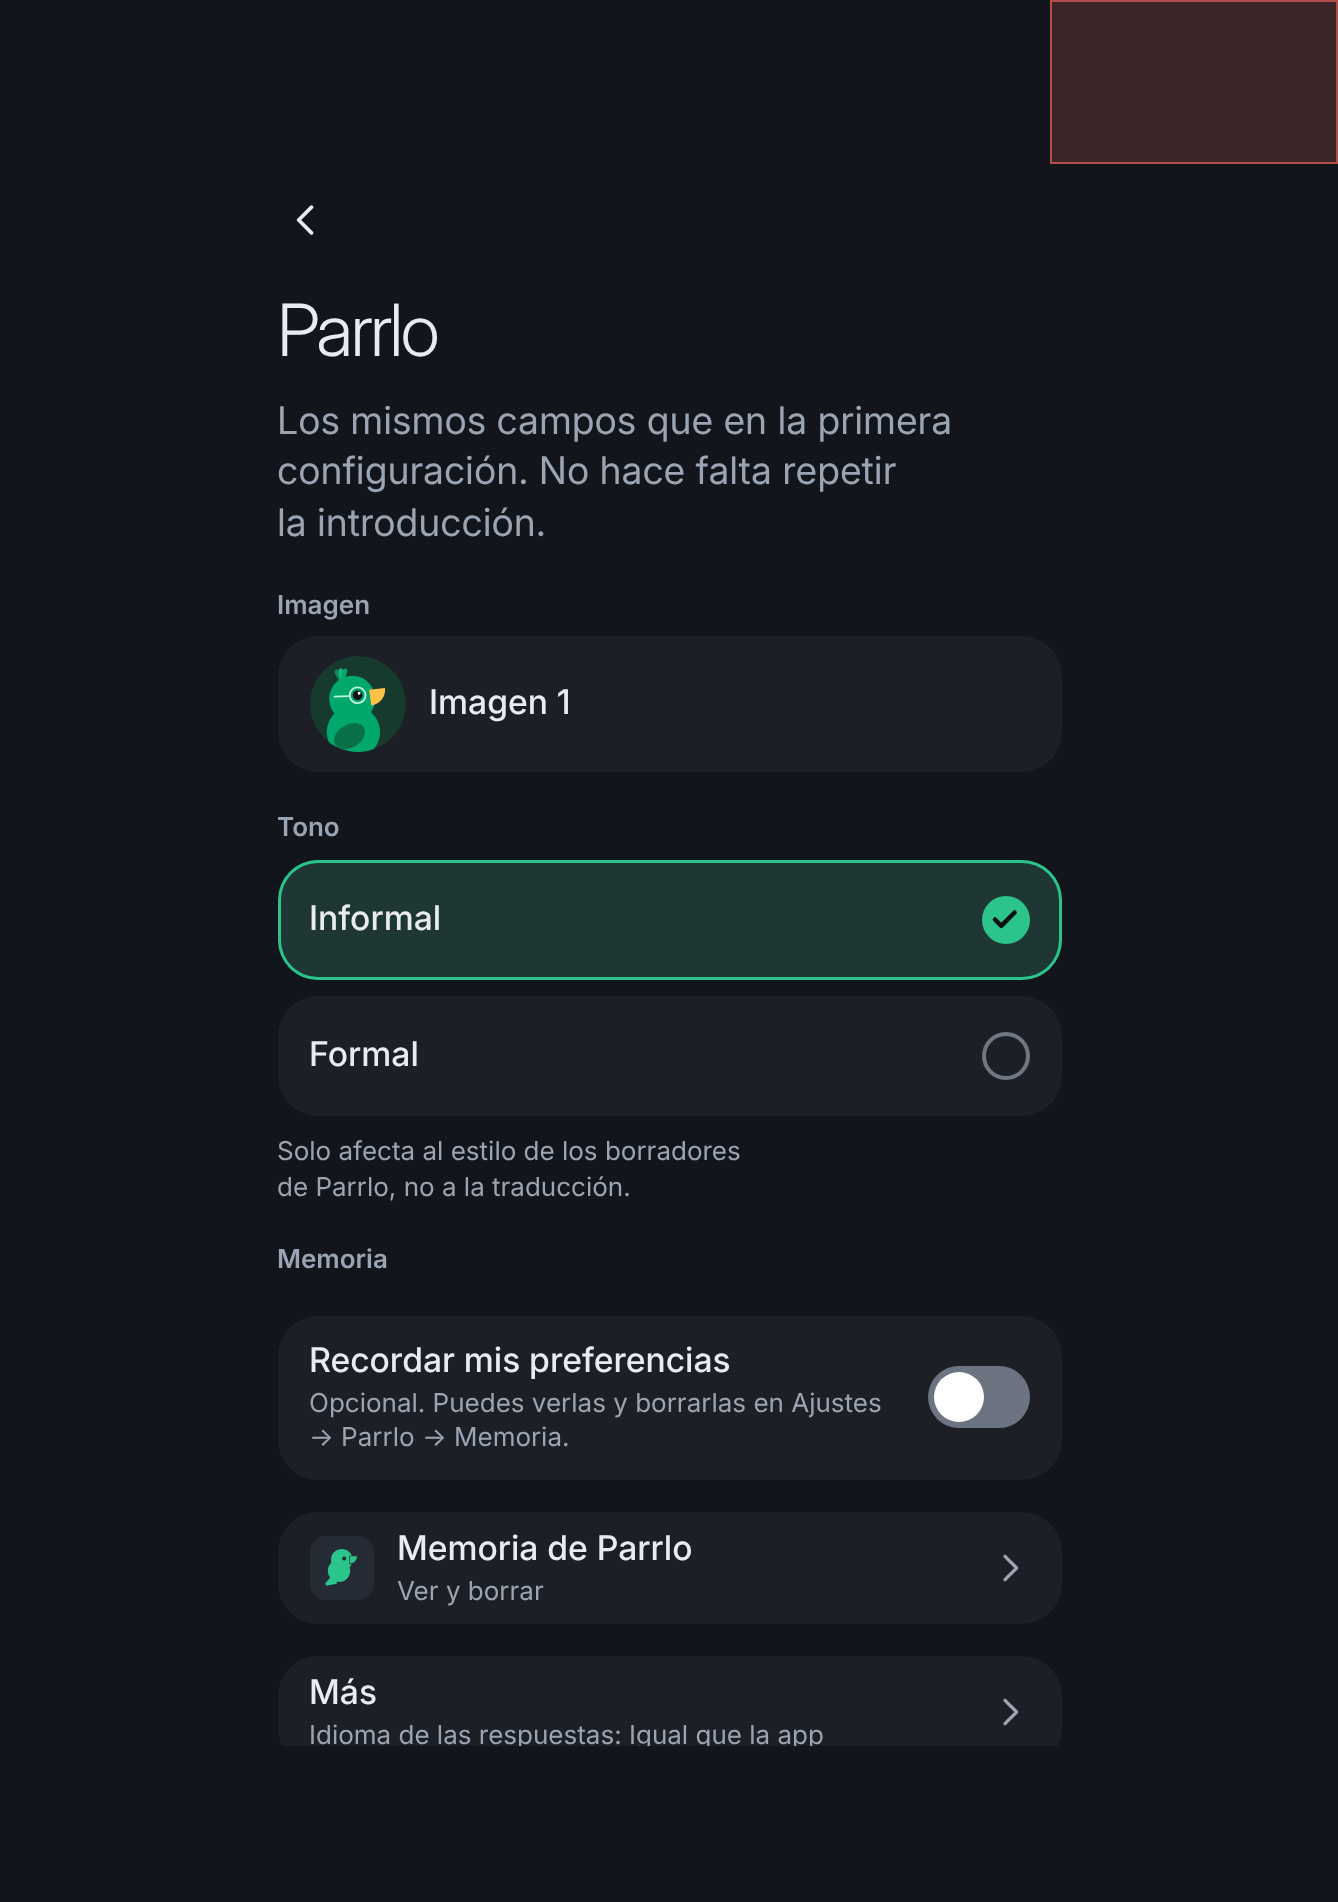 Parrlo
Los mismos campos que en la primera
configuración. No hace falta repetir
la introducción.
Imagen
Imagen 1
Tono
Informal
Formal
Solo afecta al estilo de los borradores
de Parrlo, no a la traducción.
Memoria
Recordar mis preferencias
Opcional. Puedes verlas y borrarlas en Ajustes
→ Parrlo → Memoria.
Memoria de Parrlo
Ver y borrar
Más
Idioma de las respuestas: Igual que la app